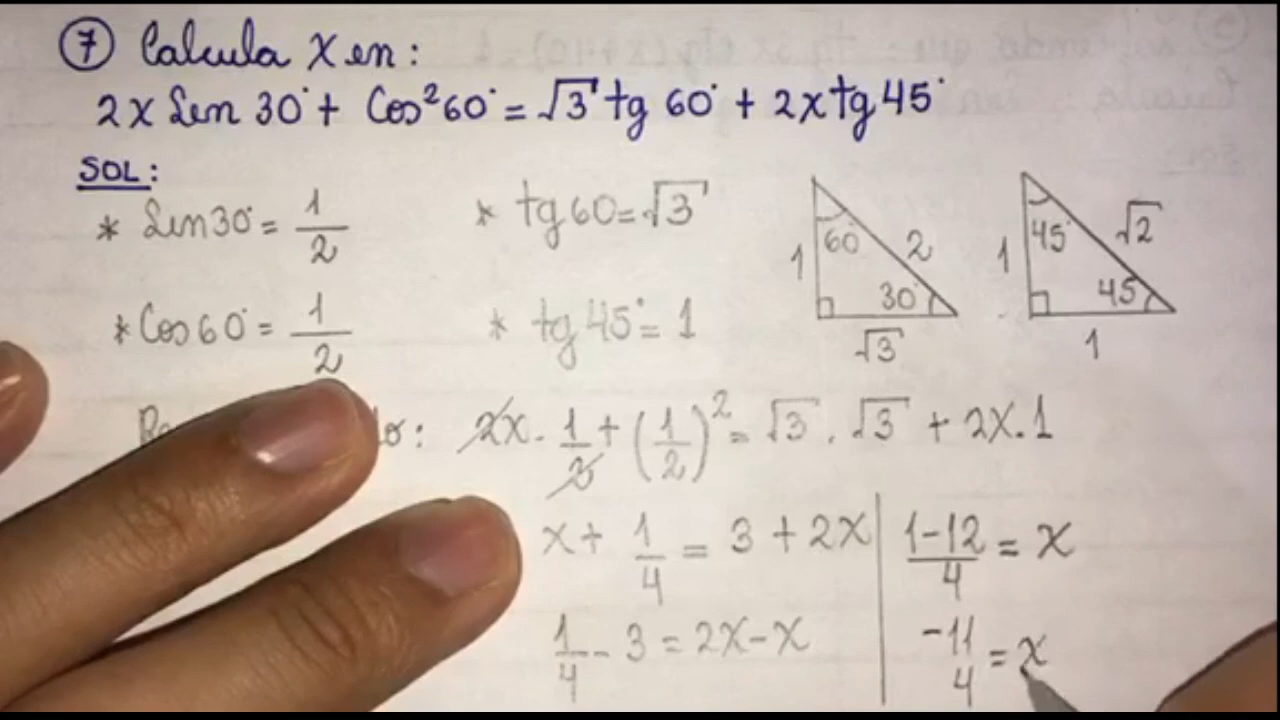 7 Calcula X en:
2x Sen 30° + Cos²60° = √3 tg 60° + 2x tg 45°
SOL:
* Sen 30° = 1/2
* tg 60 = √3
* Cos 60° = 1/2
* tg 45° = 1
60 2 1 30° √3
45° √2 1 45 1
2x · 1/2 + (1/2)² = √3 . √3 + 2x.1
x + 1/4 = 3 + 2x
1/4 - 3 = 2x - x
1-12/4 = x
-11/4 = x